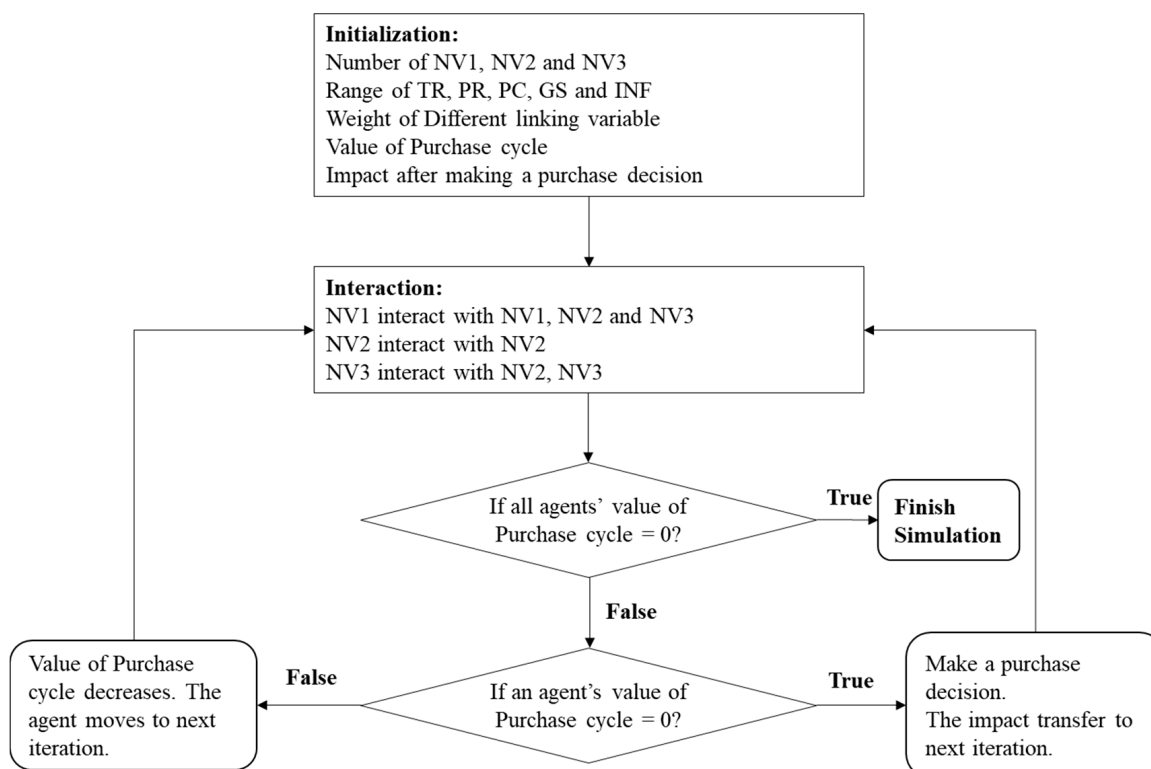 Initialization:
Number of NV1, NV2 and NV3
Range of TR, PR, PC, GS and INF
Weight of Different linking variable
Value of Purchase cycle
Impact after making a purchase decision
Interaction:
NV1 interact with NV1, NV2 and NV3
NV2 interact with NV2
NV3 interact with NV2, NV3
If all agents’ value of
Purchase cycle = 0?
True
Finish
Simulation
False
Value of Purchase
cycle decreases. The
agent moves to next
iteration.
False
If an agent’s value of
Purchase cycle = 0?
True
Make a purchase
decision.
The impact transfer to
next iteration.